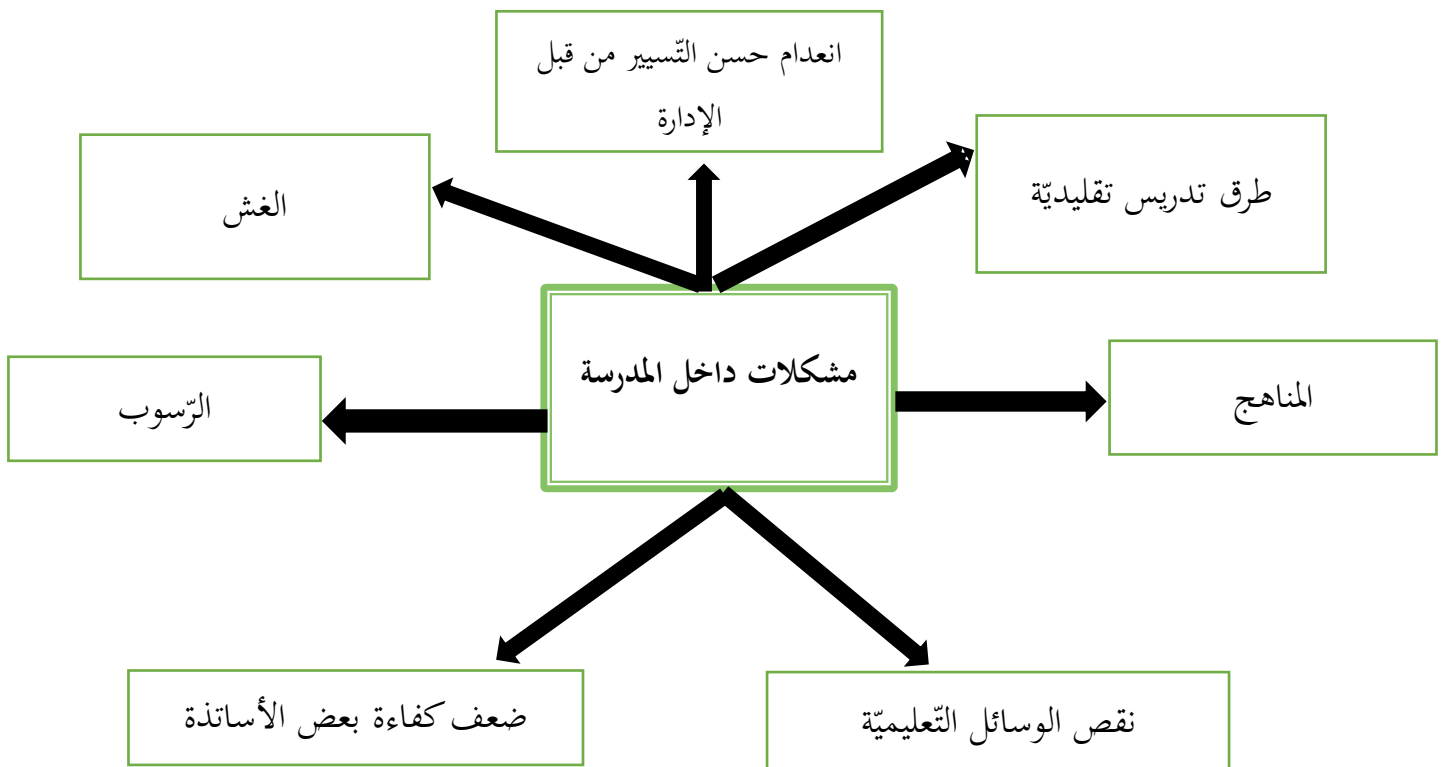 انعدام حسن التّسيير من قبل
الإدارة
طرق تدريس تقليديّة
الغش
مشكلات داخل المدرسة
المناهج
الرّسوب
نقص الوسائل التّعليميّة
ضعف كفاءة بعض الأساتذة